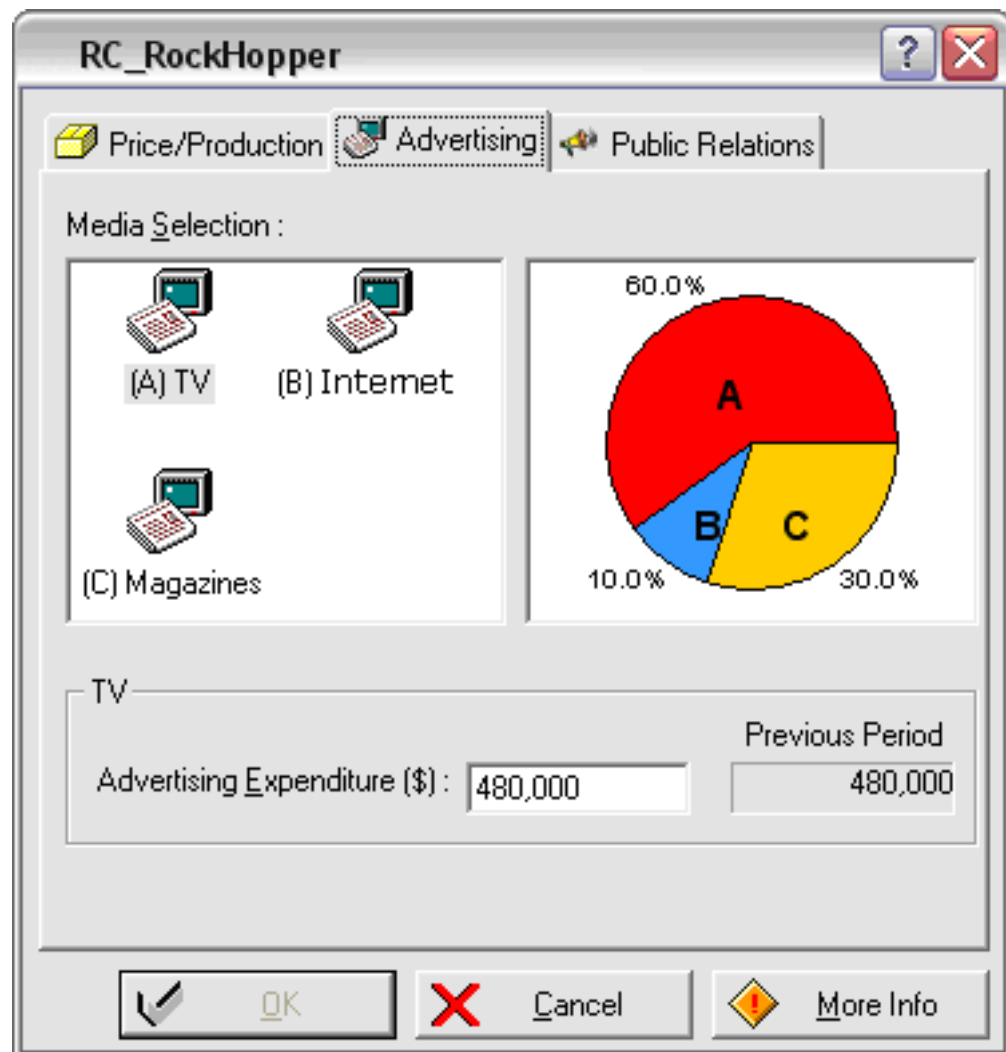 RC_RockHopper
?
Price/Production Advertising Public Relations
Media Selection :
(A) TV (B) Internet
(C) Magazines
60.0%
A
B C
10.0% 30.0%
TV
Previous Period
Advertising Expenditure ($) : 480,000 480,000
OK Cancel ! More Info